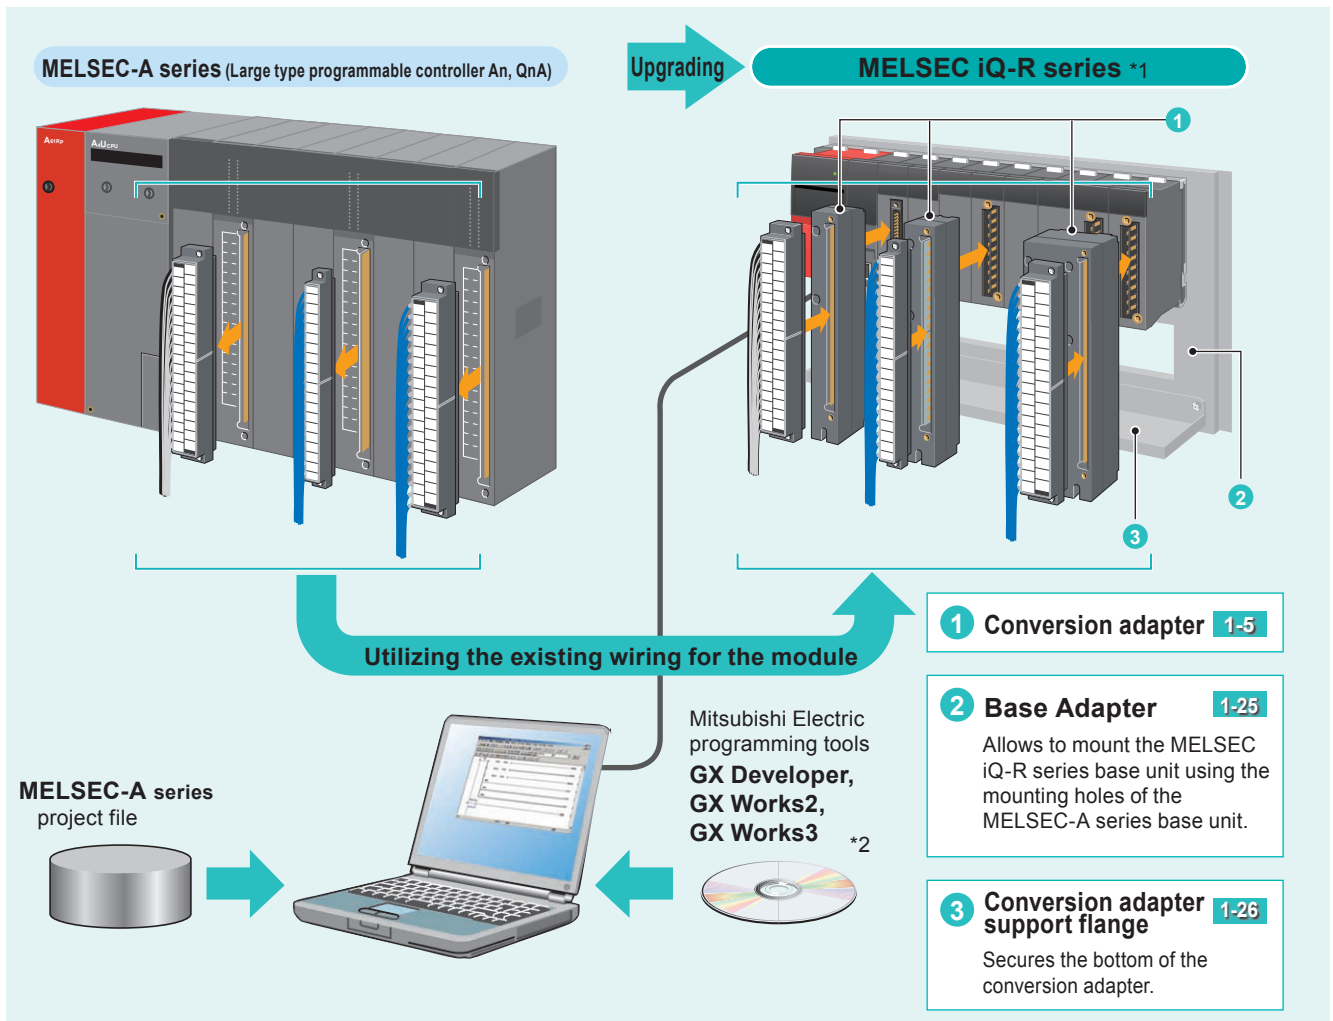 MELSEC-A series (Large type programmable controller An, QnA)
Upgrading
MELSEC iQ-R series *1
A61RP
A4UCPU
1
2
3
Utilizing the existing wiring for the module
MELSEC-A series
project file
Mitsubishi Electric
programming tools
GX Developer,
GX Works2,
GX Works3 *2
1 Conversion adapter 1-5
2 Base Adapter 1-25
Allows to mount the MELSEC
iQ-R series base unit using the
mounting holes of the
MELSEC-A series base unit.
3 Conversion adapter
support flange 1-26
Secures the bottom of the
conversion adapter.